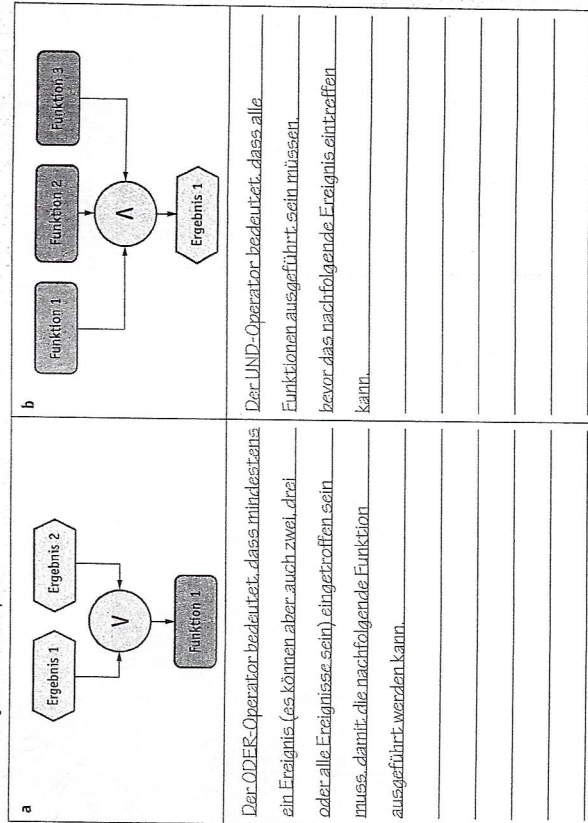 a
Ergebnis 1
Ergebnis 2
V
Funktion 1
Der ODER-Operator bedeutet, dass mindestens
ein Ereignis (es können aber auch zwei, drei
oder alle Ereignisse sein) eingetroffen sein
muss, damit die nachfolgende Funktion
ausgeführt werden kann.
b
Funktion 1
Funktion 2
Funktion 3
Λ
Ergebnis 1
Der UND-Operator bedeutet, dass alle
Funktionen ausgeführt sein müssen,
bevor das nachfolgende Ereignis eintreffen
kann.